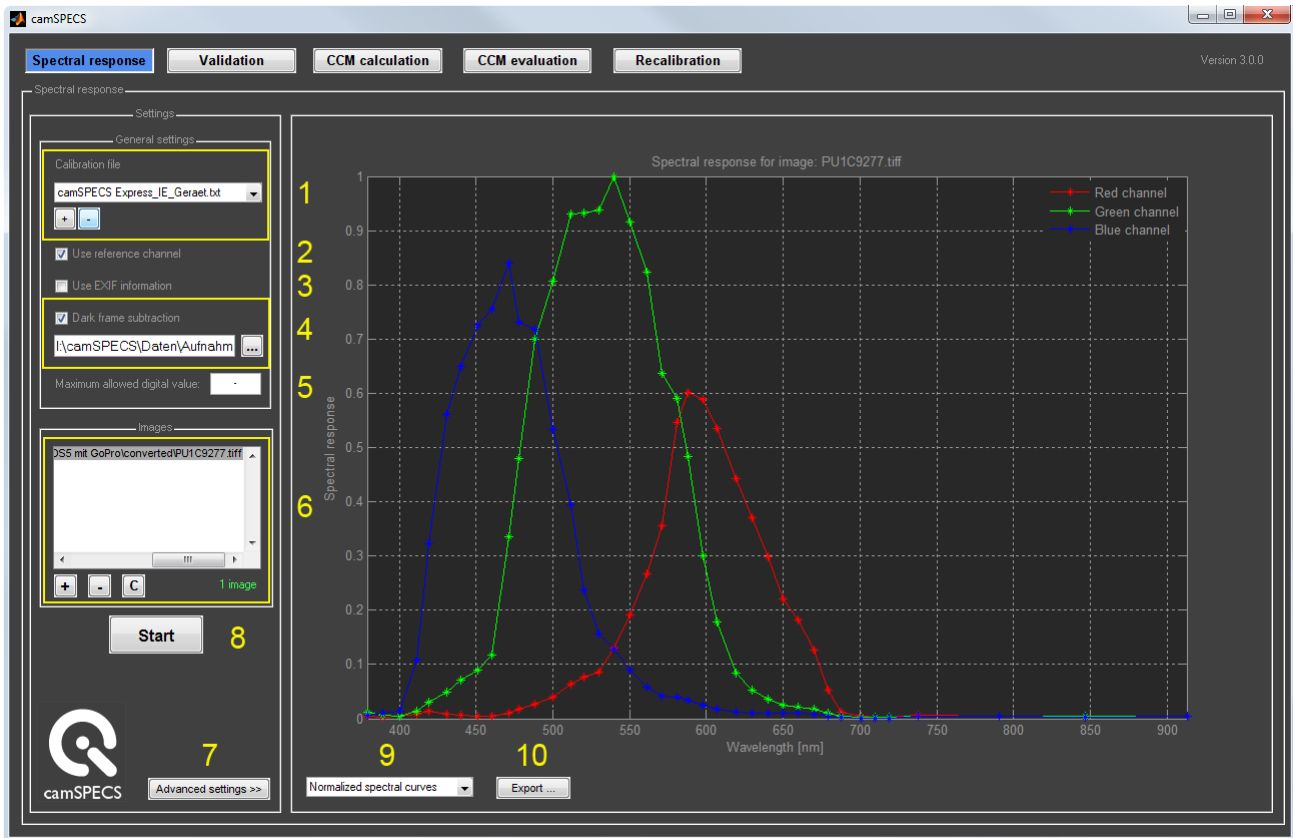 camSPECS
Spectral response
Validation
CCM calculation
CCM evaluation
Recalibration
Version 3.0.0
Spectral response
Settings
General settings
Calibration file
camSPECS Express_IE_Geraet.txt
+ -
Use reference channel
Use EXIF information
Dark frame subtraction
I:\camSPECS\Daten\Aufnahm ...
Maximum allowed digital value: -
Images
DS5 mit GoPro\converted\PU1C9277.tiff
+ - C 1 image
Start
camSPECS
Advanced settings >>
1
2
3
4
5
6
8
7
9
10
Spectral response for image: PU1C9277.tiff
Red channel
Green channel
Blue channel
1
0.9
0.8
0.7
0.6
0.5
0.4
0.3
0.2
0.1
0
Spectral response
400 450 500 550 600 650 700 750 800 850 900
Wavelength [nm]
Normalized spectral curves
Export ...